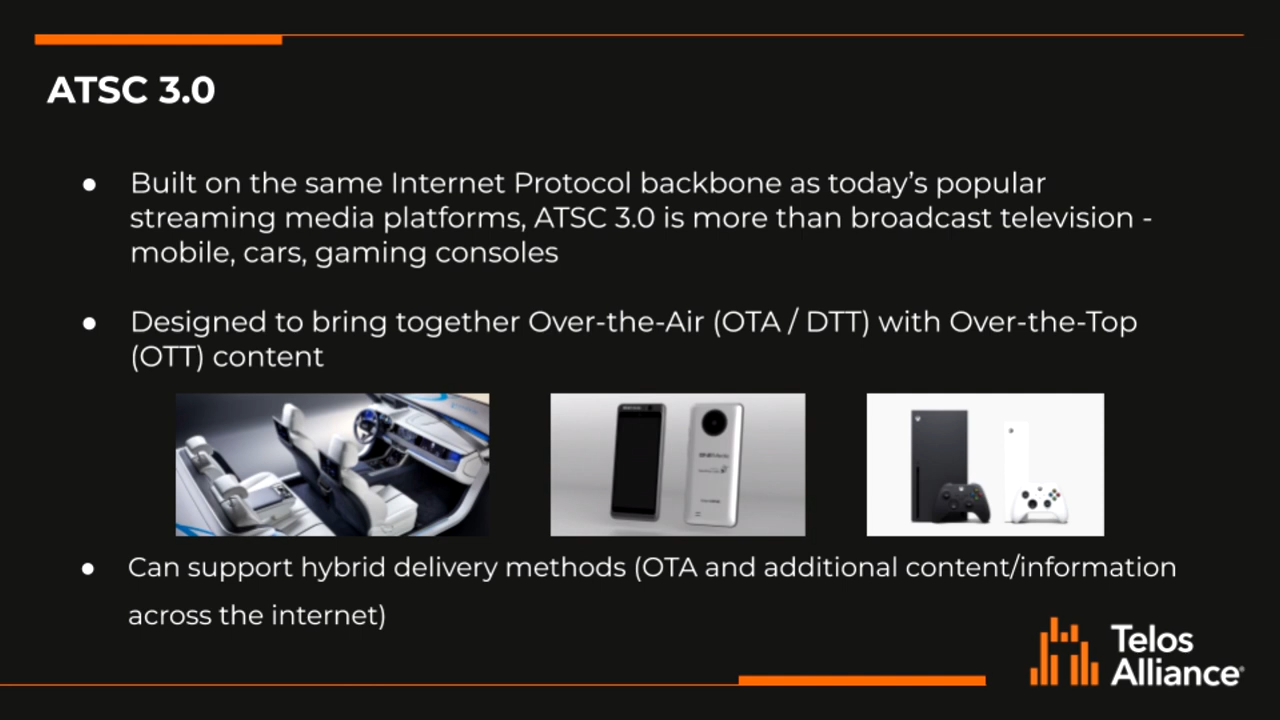 ATSC 3.0
● Built on the same Internet Protocol backbone as today's popular
streaming media platforms, ATSC 3.0 is more than broadcast television -
mobile, cars, gaming consoles
● Designed to bring together Over-the-Air (OTA / DTT) with Over-the-Top
(OTT) content
● Can support hybrid delivery methods (OTA and additional content/information
across the internet)
Telos
Alliance®